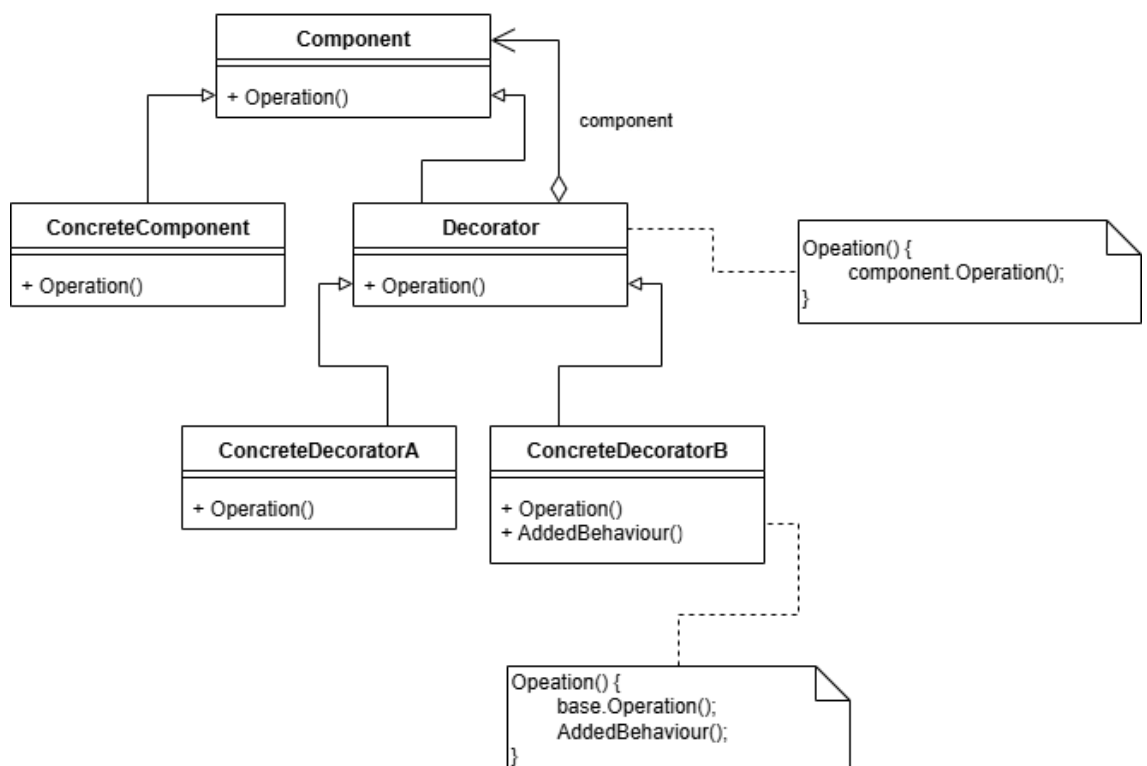 Component
+ Operation()
component
ConcreteComponent
+ Operation()
Decorator
+ Operation()
Opeation() {
component.Operation();
}
ConcreteDecoratorA
+ Operation()
ConcreteDecoratorB
+ Operation()
+ AddedBehaviour()
Opeation() {
base.Operation();
AddedBehaviour();
}